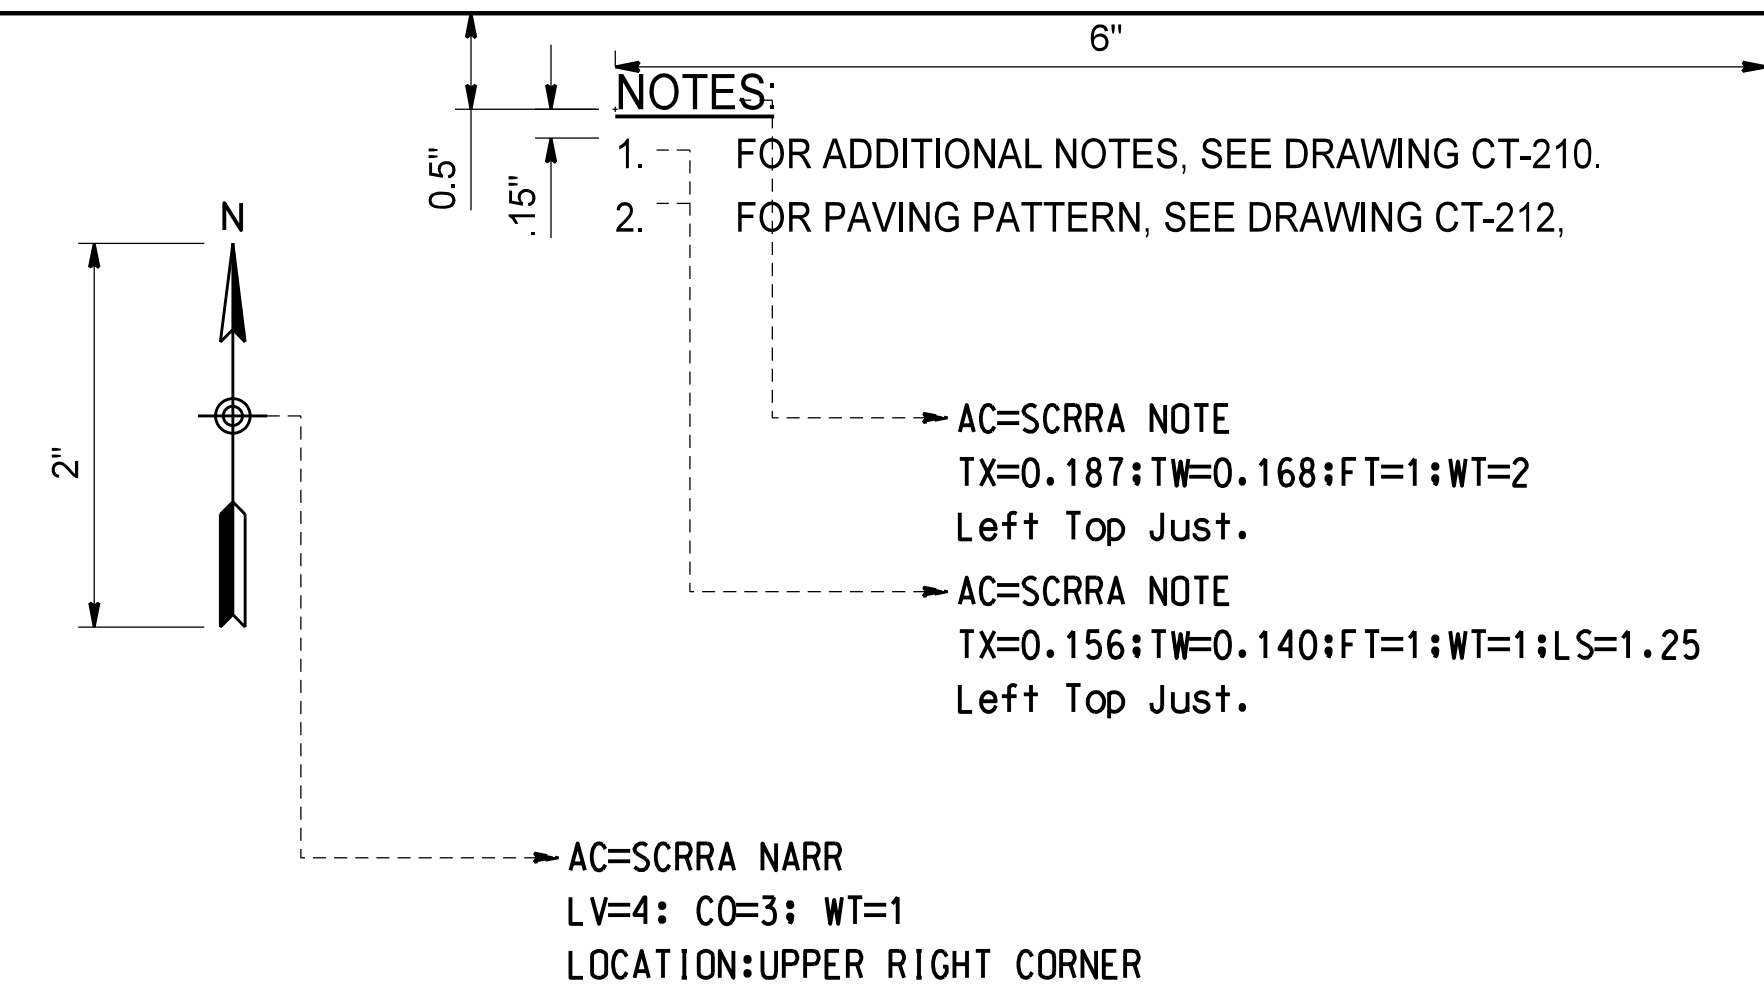 6"
NOTES:
0.5"
.15"
1. FOR ADDITIONAL NOTES, SEE DRAWING CT-210.
2. FOR PAVING PATTERN, SEE DRAWING CT-212,
N
2"
AC=SCRRA NOTE
TX=0.187;TW=0.168;FT=1;WT=2
Left Top Just.
AC=SCRRA NOTE
TX=0.156;TW=0.140;FT=1;WT=1;LS=1.25
Left Top Just.
AC=SCRRA NARR
LV=4: CO=3; WT=1
LOCATION:UPPER RIGHT CORNER